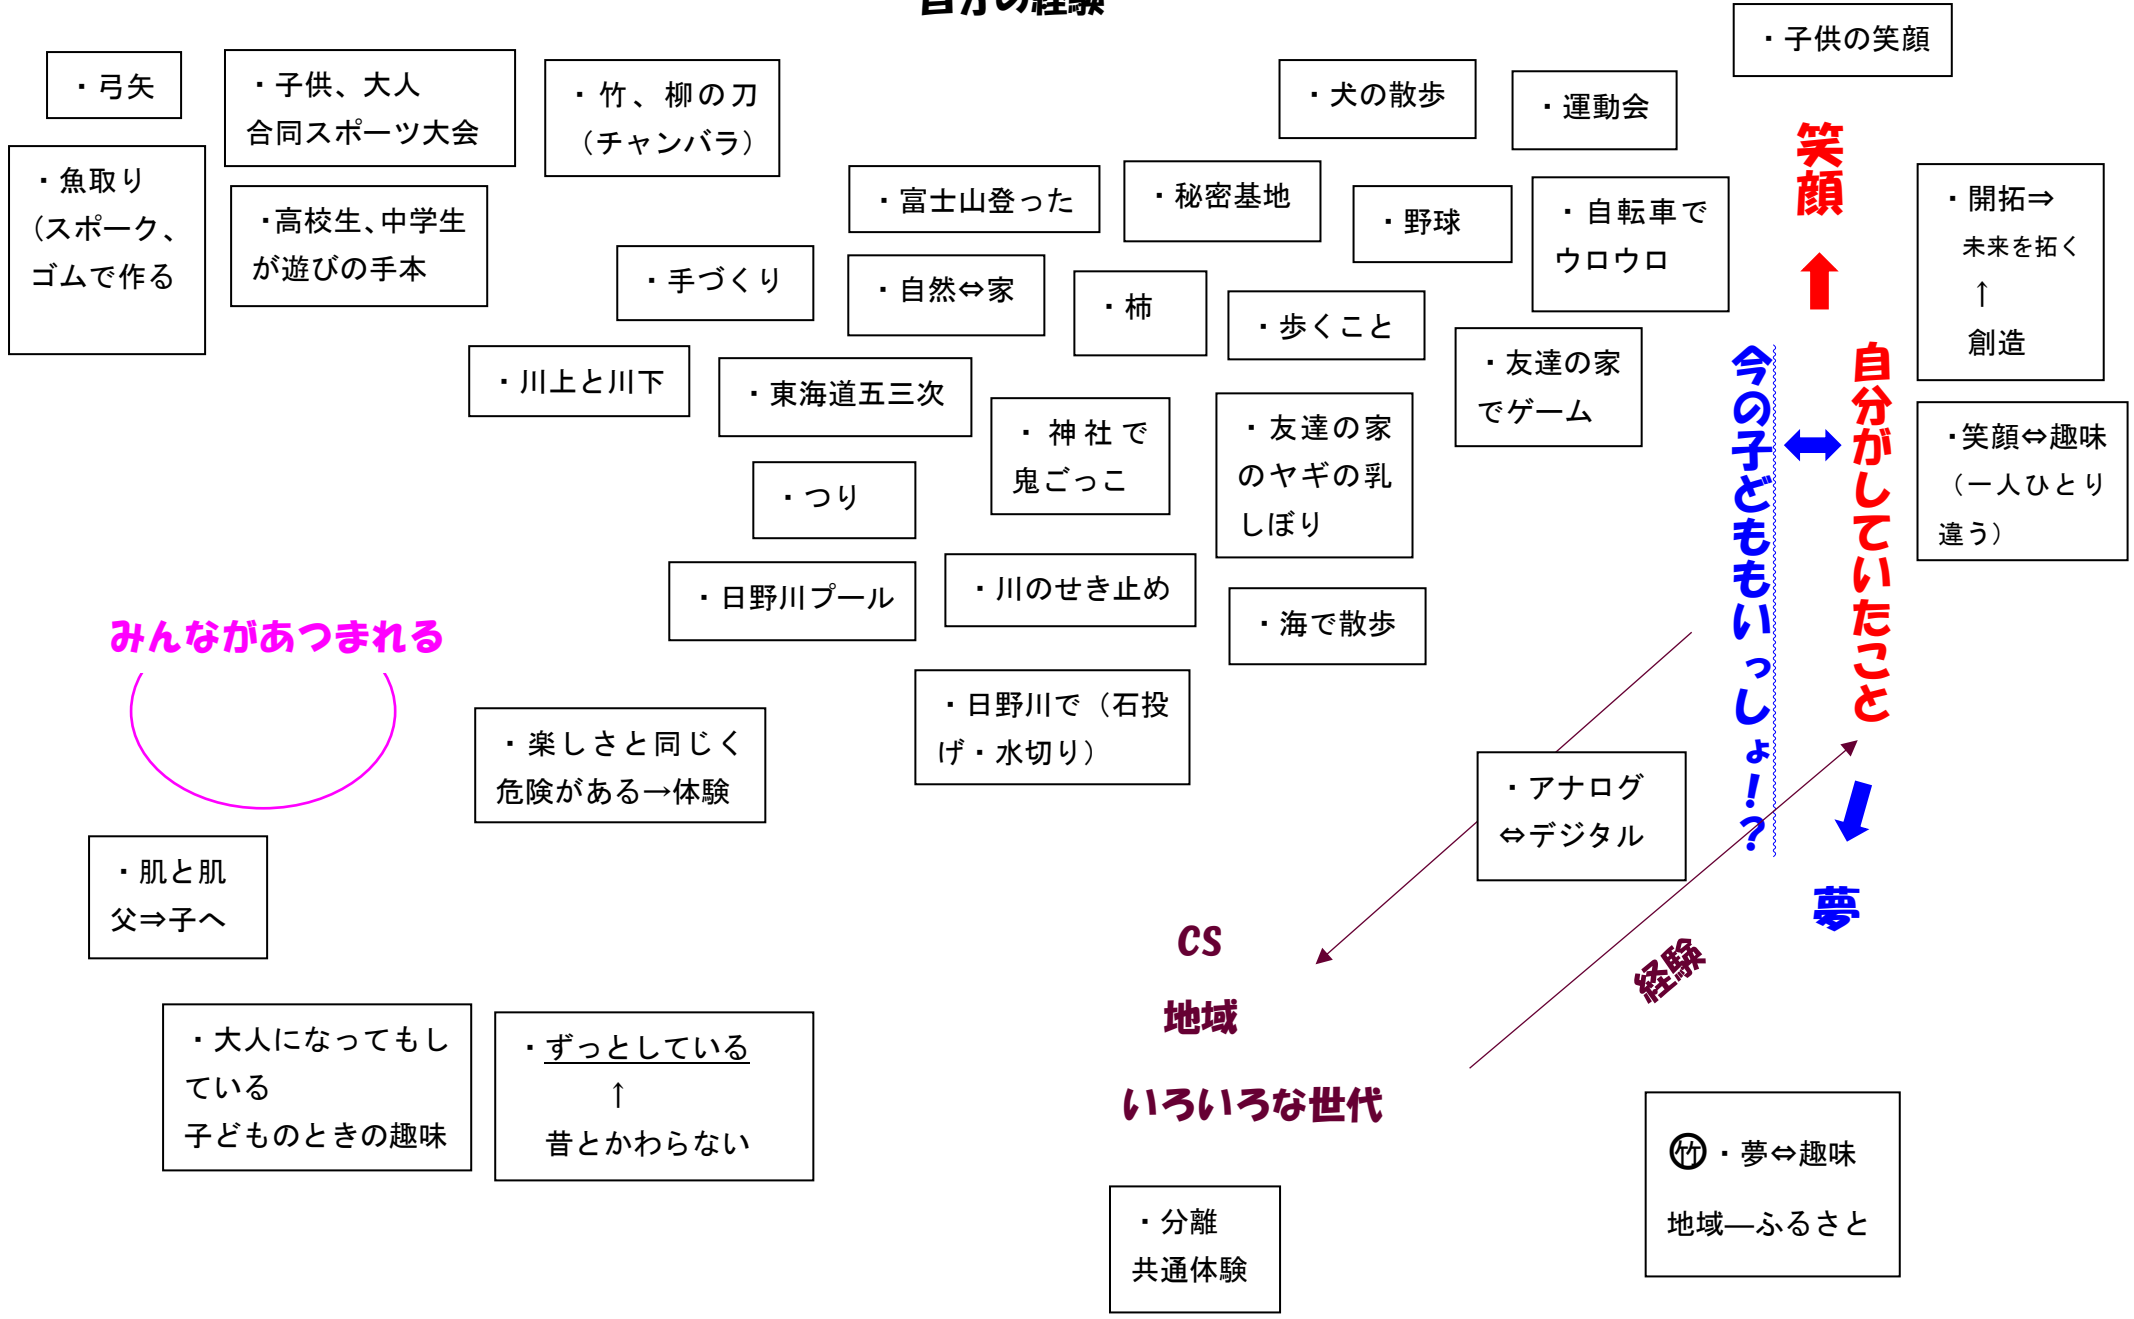 自分の経験
・子供の笑顔
・弓矢
・子供、大人
合同スポーツ大会
・竹、柳の刀
（チャンバラ）
・犬の散歩
・運動会
笑顔
・魚取り
（スポーク、
ゴムで作る
・高校生、中学生
が遊びの手本
・富士山登った
・秘密基地
・野球
・自転車で
ウロウロ
・開拓⇒
未来を拓く
↑
創造
・手づくり
・自然⇔家
・柿
・歩くこと
・友達の家
でゲーム
今の子どももいっしょ！？
自分がしていたこと
・川上と川下
・東海道五三次
・神社で
鬼ごっこ
・友達の家
のヤギの乳
しぼり
・笑顔⇔趣味
（一人ひとり
違う）
・つり
・日野川プール
・川のせき止め
・海で散歩
みんながあつまれる
・日野川で（石投
げ・水切り）
・楽しさと同じく
危険がある→体験
・アナログ
⇔デジタル
・肌と肌
父⇒子へ
夢
CS
経験
地域
いろいろな世代
・大人になってもし
ている
子どものときの趣味
・ずっとしている
↑
昔とかわらない
㊥・夢⇔趣味
地域―ふるさと
・分離
共通体験